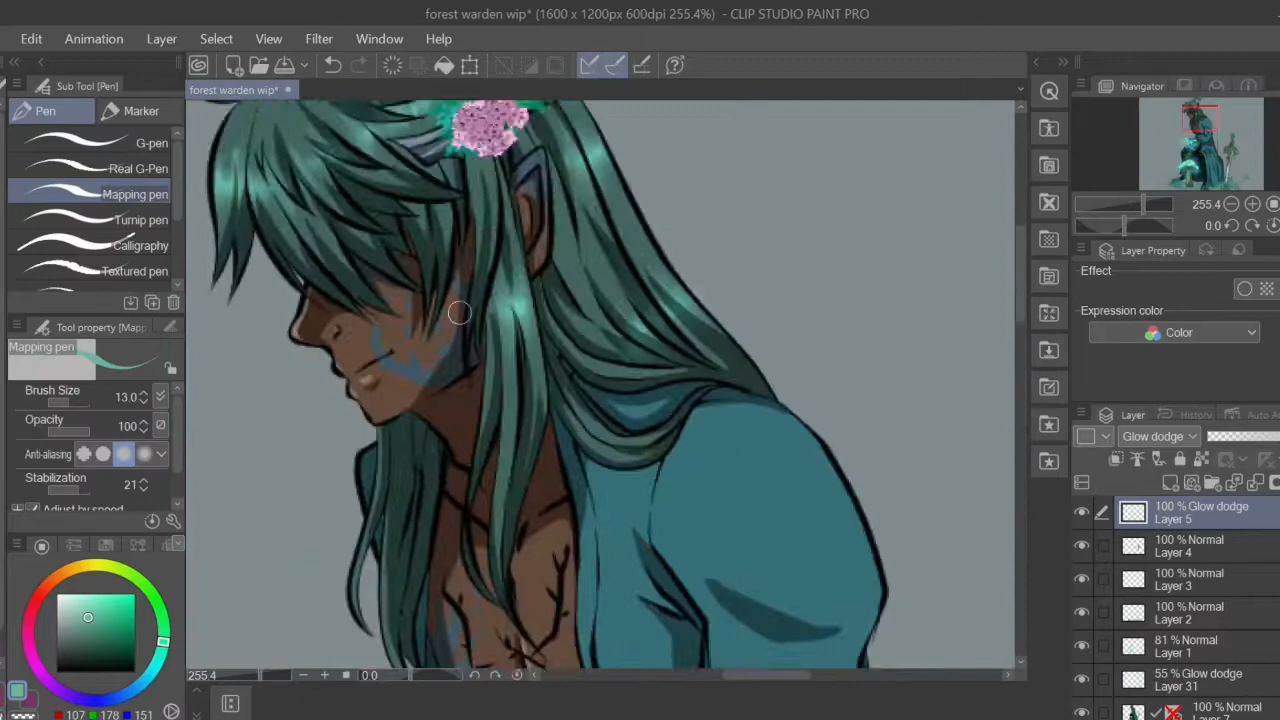 forest warden wip* (1600 x 1200px 600dpi 255.4%) - CLIP STUDIO PAINT PRO
Edit Animation Layer Select View Filter Window Help
Sub Tool [Pen]
forest warden wip*
Navigator
Pen Marker
G-pen
Real G-Pen
Mapping pen
Turnip pen
Calligraphy
Textured pen
255.4
0.0
Layer Property
Effect
Expression color
Color
Tool property [Mapp
Mapping pen
Brush Size 13.0
Opacity 100
Anti-aliasing
Stabilization 21
Adjust by speed
Layer History Auto A
Glow dodge
100 % Glow dodge
Layer 5
100 % Normal
Layer 4
100 % Normal
Layer 3
100 % Normal
Layer 2
81 % Normal
Layer 1
55 % Glow dodge
Layer 31
100 % Normal
Layer 7
255.4 0.0
107 178 151